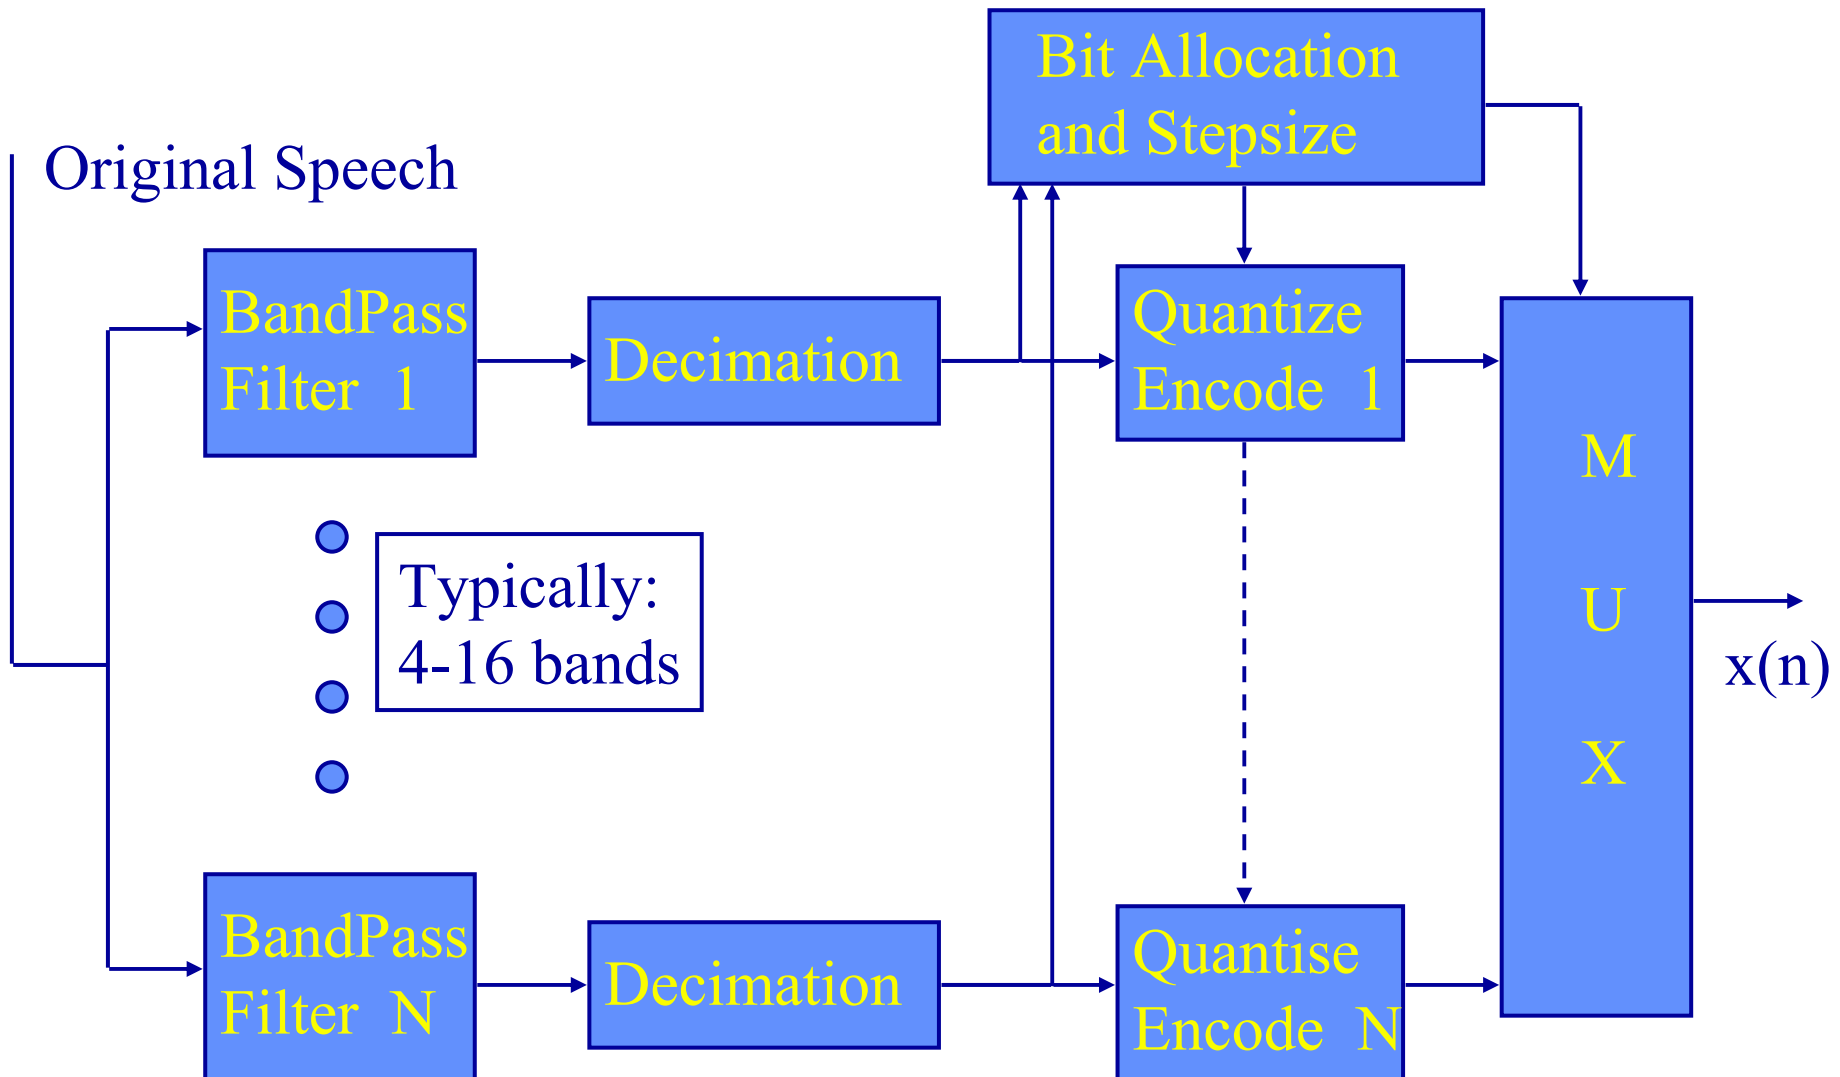 Bit Allocation
and Stepsize
Original Speech
BandPass
Filter 1
Decimation
Quantize
Encode 1
Typically:
4-16 bands
M
U
X
x(n)
BandPass
Filter N
Decimation
Quantise
Encode N